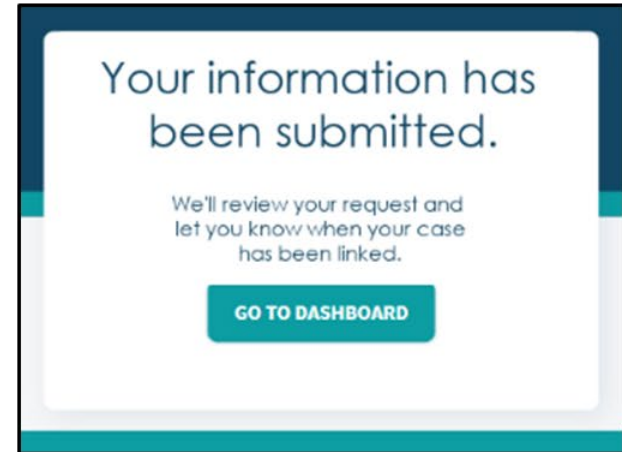 Your information has
been submitted.
We'll review your request and
let you know when your case
has been linked.
GO TO DASHBOARD